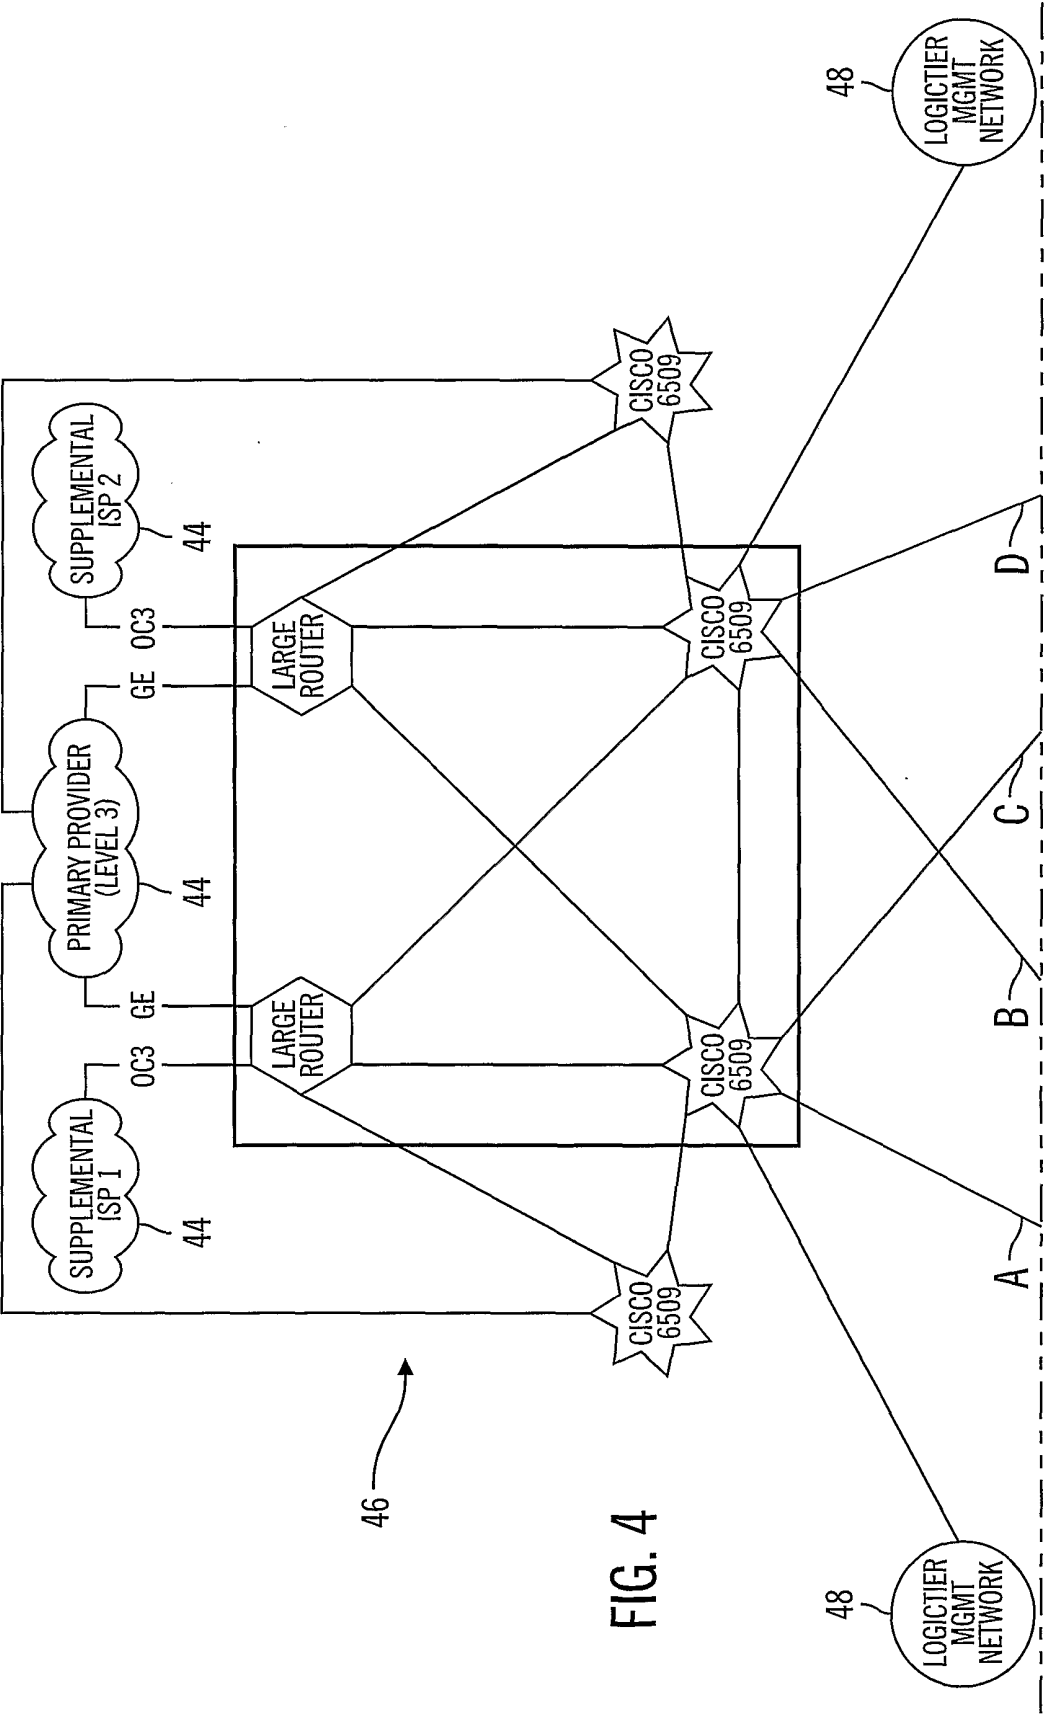 SUPPLEMENTAL
ISP 1
44
PRIMARY PROVIDER
(LEVEL 3)
44
SUPPLEMENTAL
ISP 2
44
OC3
GE
GE
OC3
LARGE
ROUTER
LARGE
ROUTER
46
CISCO
6509
CISCO
6509
CISCO
6509
CISCO
6509
FIG. 4
48
LOGICTIER
MGMT
NETWORK
48
LOGICTIER
MGMT
NETWORK
A
B
C
D